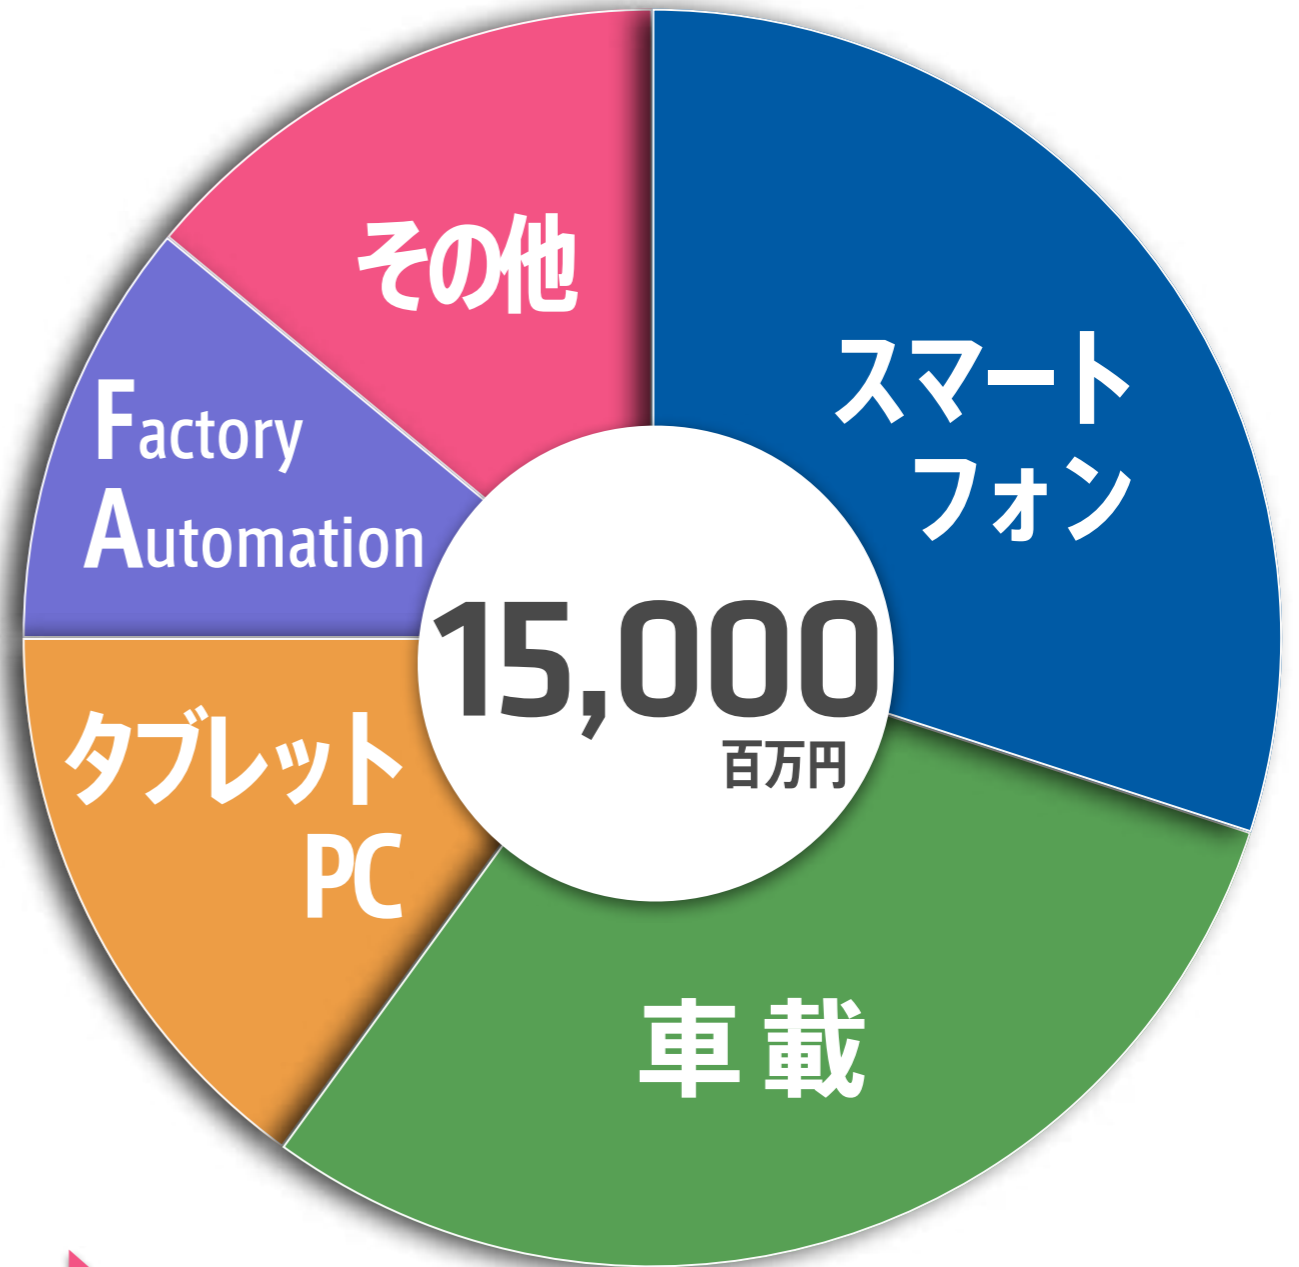 その他
スマート
フォン
Factory
Automation
15,000
百万円
タブレット
PC
車載